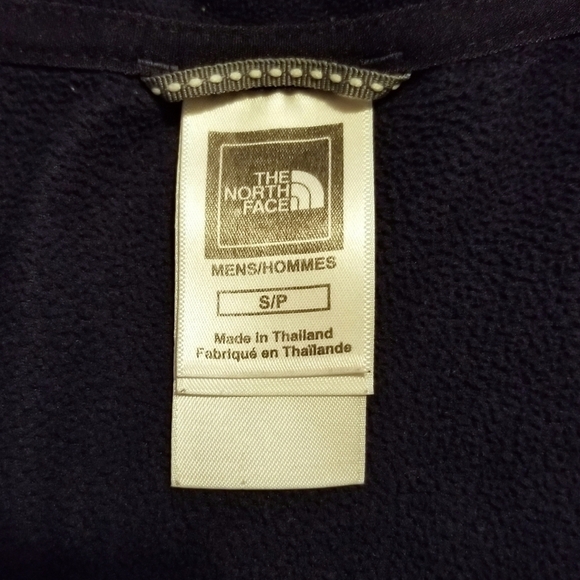 THE
NORTH
FACE
MENS/HOMMES
S/P
Made in Thailand
Fabriqué en Thaïlande